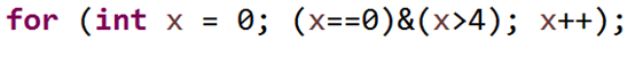 for (int x = 0; (x==0)&(x>4); x++);